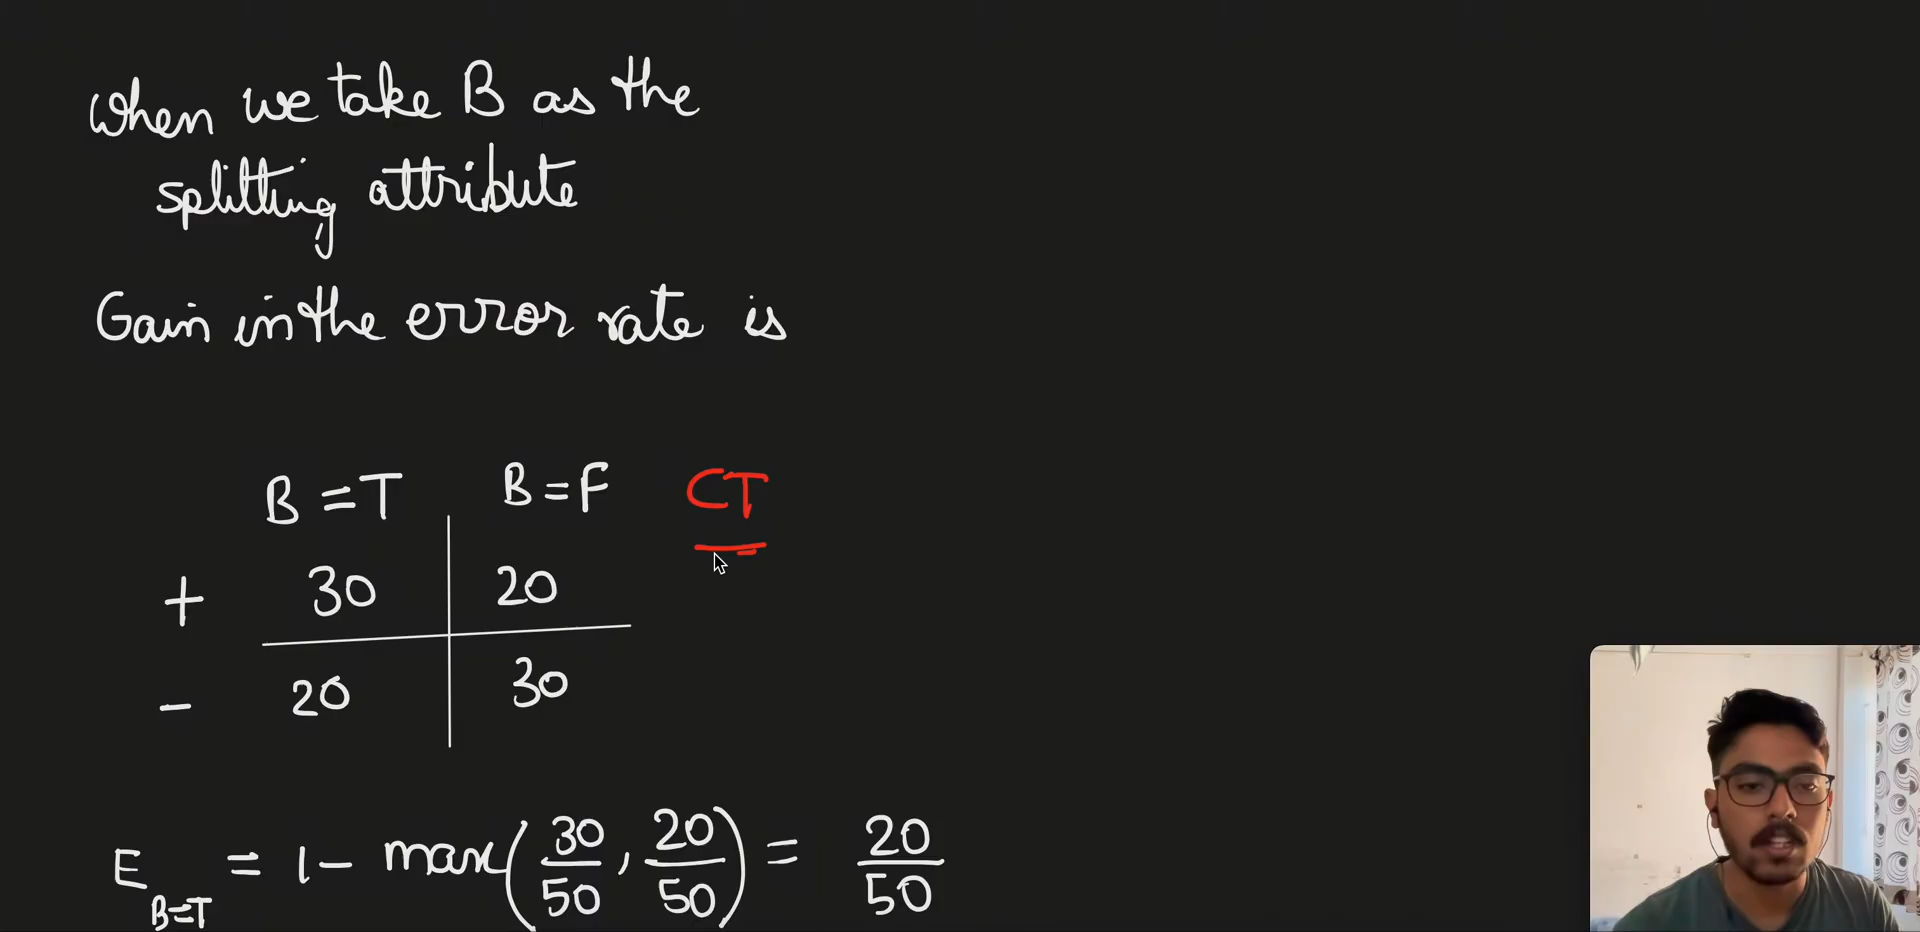 When we take B as the
splitting attribute
Gain in the error rate is
B = T B = F CT
+ 30 20
- 20 30
E B=T = 1 - max(30/50, 20/50) = 20/50